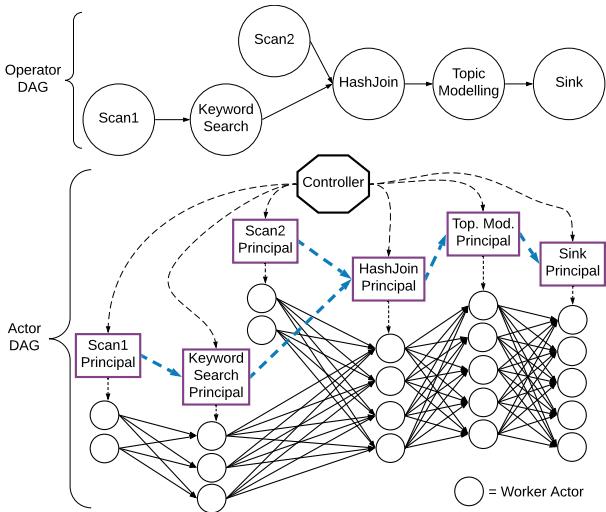 Operator
DAG
Scan2
HashJoin
Topic
Modelling
Sink
Scan1
Keyword
Search
Controller
Scan2
Principal
Top. Mod.
Principal
HashJoin
Principal
Sink
Principal
Actor
DAG
Scan1
Principal
Keyword
Search
Principal
= Worker Actor